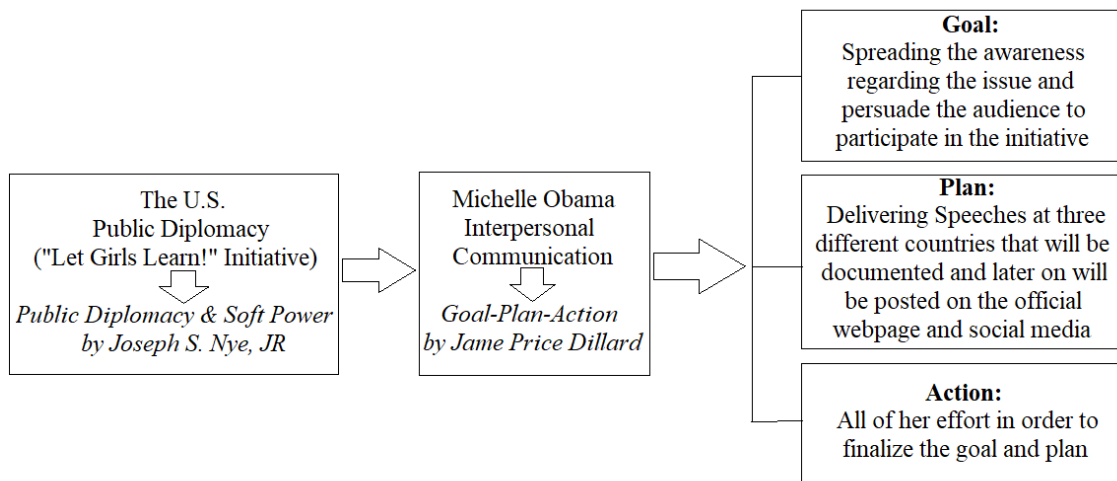 The U.S.
Public Diplomacy
("Let Girls Learn!" Initiative)
Public Diplomacy & Soft Power
by Joseph S. Nye, JR
Michelle Obama
Interpersonal
Communication
Goal-Plan-Action
by Jame Price Dillard
Goal:
Spreading the awareness
regarding the issue and
persuade the audience to
participate in the initiative
Plan:
Delivering Speeches at three
different countries that will be
documented and later on will
be posted on the official
webpage and social media
Action:
All of her effort in order to
finalize the goal and plan